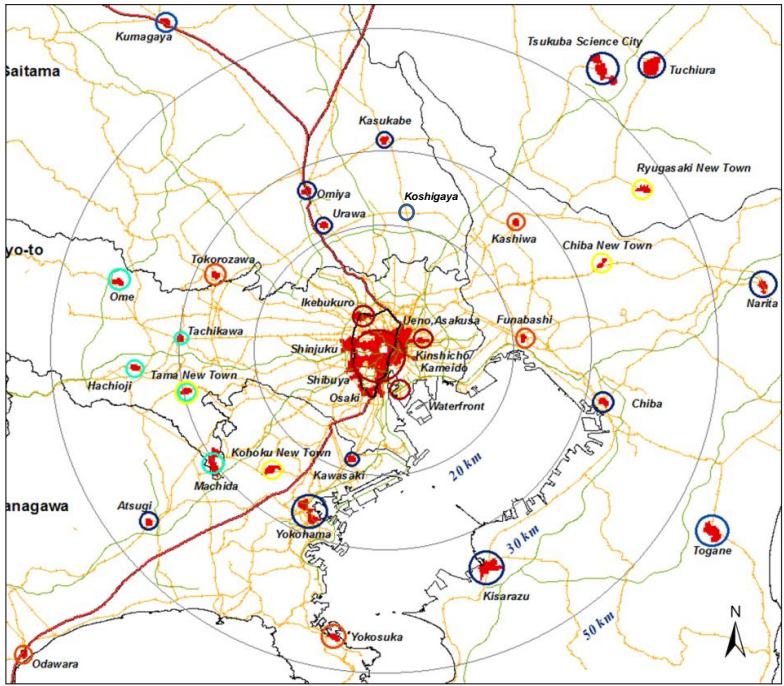 Kumagaya
Tsukuba Science City
Tuchiura
Saitama
Kasukabe
Ryugasaki New Town
Omiya
Koshigaya
Urawa
Kashiwa
Chiba New Town
yo-to
Tokorozawa
Ome
Narita
Ikebukuro
Ueno,Asakusa
Funabashi
Tachikawa
Shinjuku
Kinshicho/
Kameido
Hachioji
Tama New Town
Shibuya
Osaki
Waterfront
Chiba
Kohoku New Town
20 km
Machida
Kawasaki
anagawa
Atsugi
Yokohama
30 km
Togane
Kisarazu
50 km
N
Yokosuka
Odawara